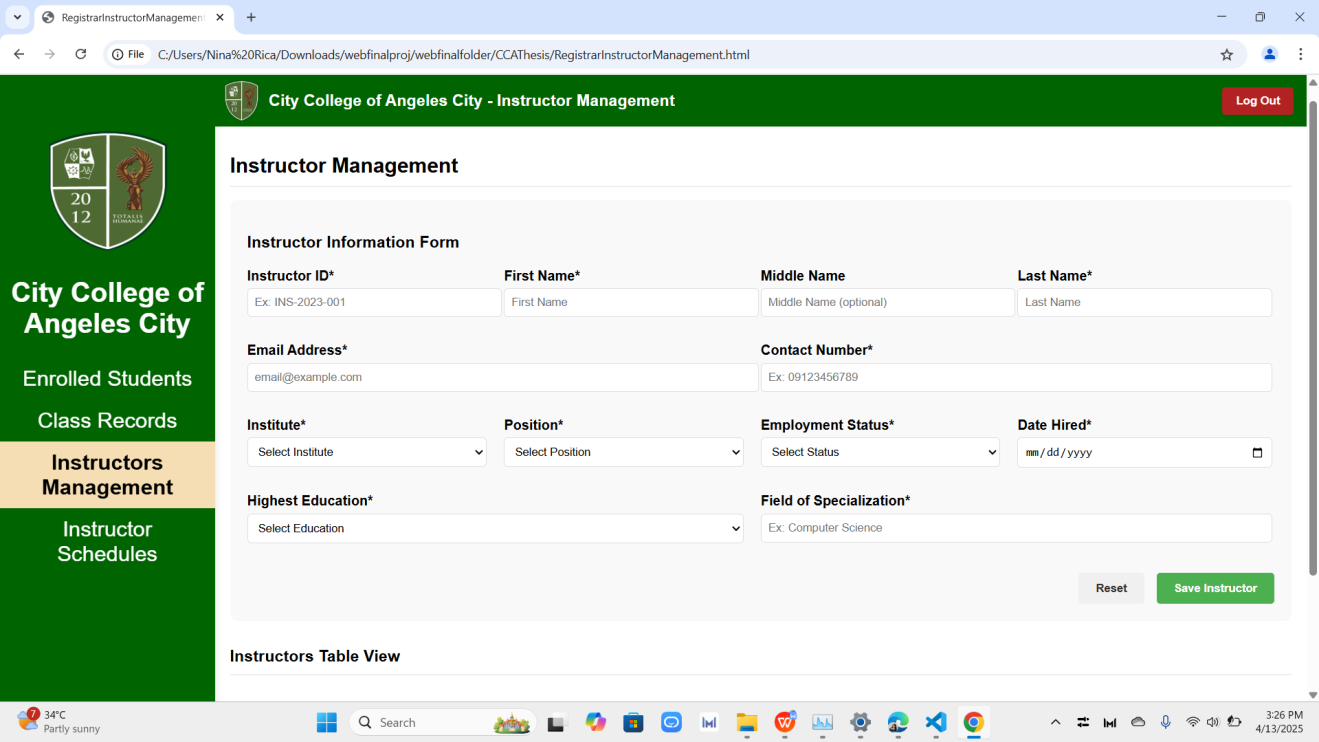 RegistrarInstructorManagement
File C:/Users/Nina%20Rica/Downloads/webfinalproj/webfinalfolder/CCAThesis/RegistrarInstructorManagement.html
City College of Angeles City - Instructor Management
Log Out
20
12
TOTALIS
HUMANAE
City College of
Angeles City
Enrolled Students
Class Records
Instructors
Management
Instructor
Schedules
Instructor Management
Instructor Information Form
Instructor ID* First Name* Middle Name Last Name*
Ex: INS-2023-001 First Name Middle Name (optional) Last Name
Email Address* Contact Number*
email@example.com Ex: 09123456789
Institute* Position* Employment Status* Date Hired*
Select Institute Select Position Select Status mm/dd/yyyy
Highest Education* Field of Specialization*
Select Education Ex: Computer Science
Reset Save Instructor
Instructors Table View
7 34°C
Partly sunny
Search
3:26 PM
4/13/2025